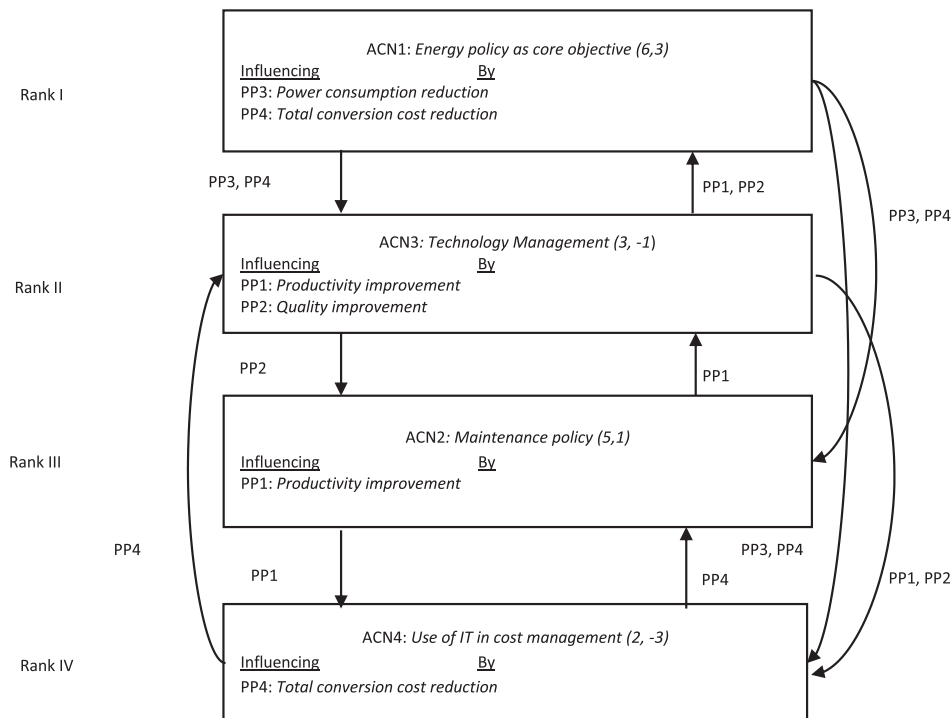 ACN1: Energy policy as core objective (6,3)
Influencing By
Rank I
PP3: Power consumption reduction
PP4: Total conversion cost reduction
PP3, PP4
PP1, PP2
PP3, PP4
ACN3: Technology Management (3, -1)
Influencing By
Rank II
PP1: Productivity improvement
PP2: Quality improvement
PP2
PP1
ACN2: Maintenance policy (5,1)
Rank III
Influencing By
PP1: Productivity improvement
PP4
PP3, PP4
PP1
PP4
PP1, PP2
ACN4: Use of IT in cost management (2, -3)
Rank IV
Influencing By
PP4: Total conversion cost reduction